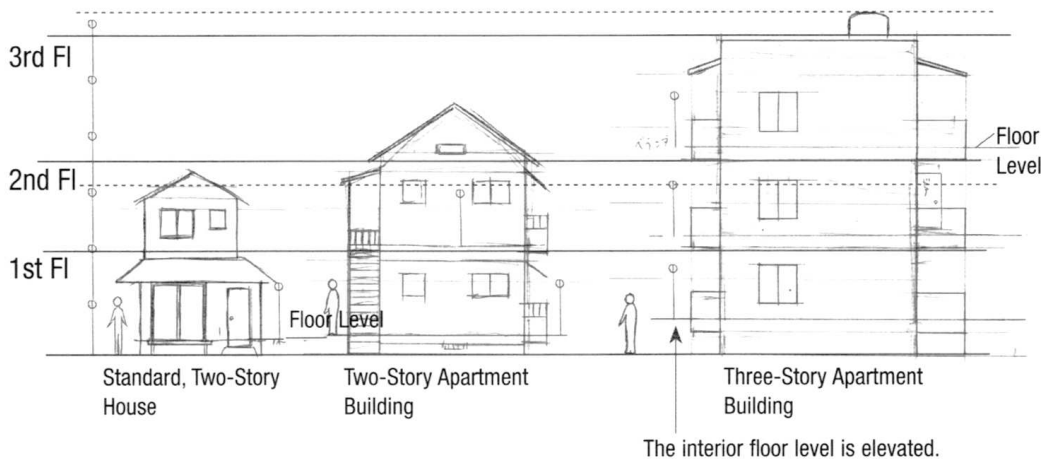 3rd Fl
Floor
Level
2nd Fl
1st Fl
Floor Level
Standard, Two-Story
House
Two-Story Apartment
Building
Three-Story Apartment
Building
The interior floor level is elevated.